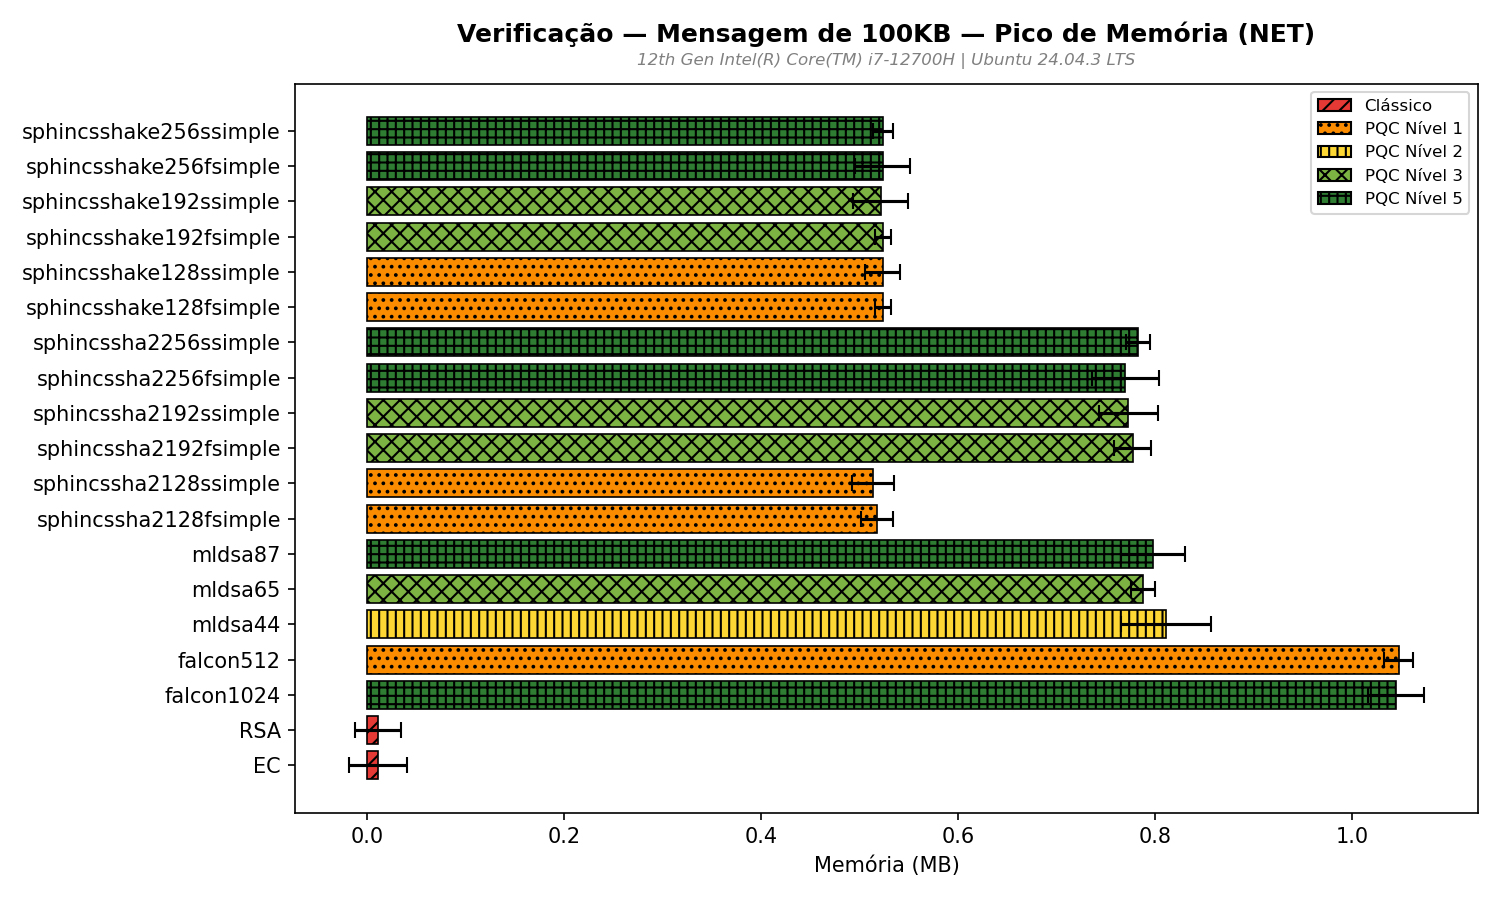 Verificação — Mensagem de 100KB — Pico de Memória (NET)
12th Gen Intel(R) Core(TM) i7-12700H | Ubuntu 24.04.3 LTS
Clássico
PQC Nível 1
PQC Nível 2
PQC Nível 3
PQC Nível 5
sphincsshake256ssimple
sphincsshake256fsimple
sphincsshake192ssimple
sphincsshake192fsimple
sphincsshake128ssimple
sphincsshake128fsimple
sphincssha2256ssimple
sphincssha2256fsimple
sphincssha2192ssimple
sphincssha2192fsimple
sphincssha2128ssimple
sphincssha2128fsimple
mldsa87
mldsa65
mldsa44
falcon512
falcon1024
RSA
EC
0.0 0.2 0.4 0.6 0.8 1.0
Memória (MB)